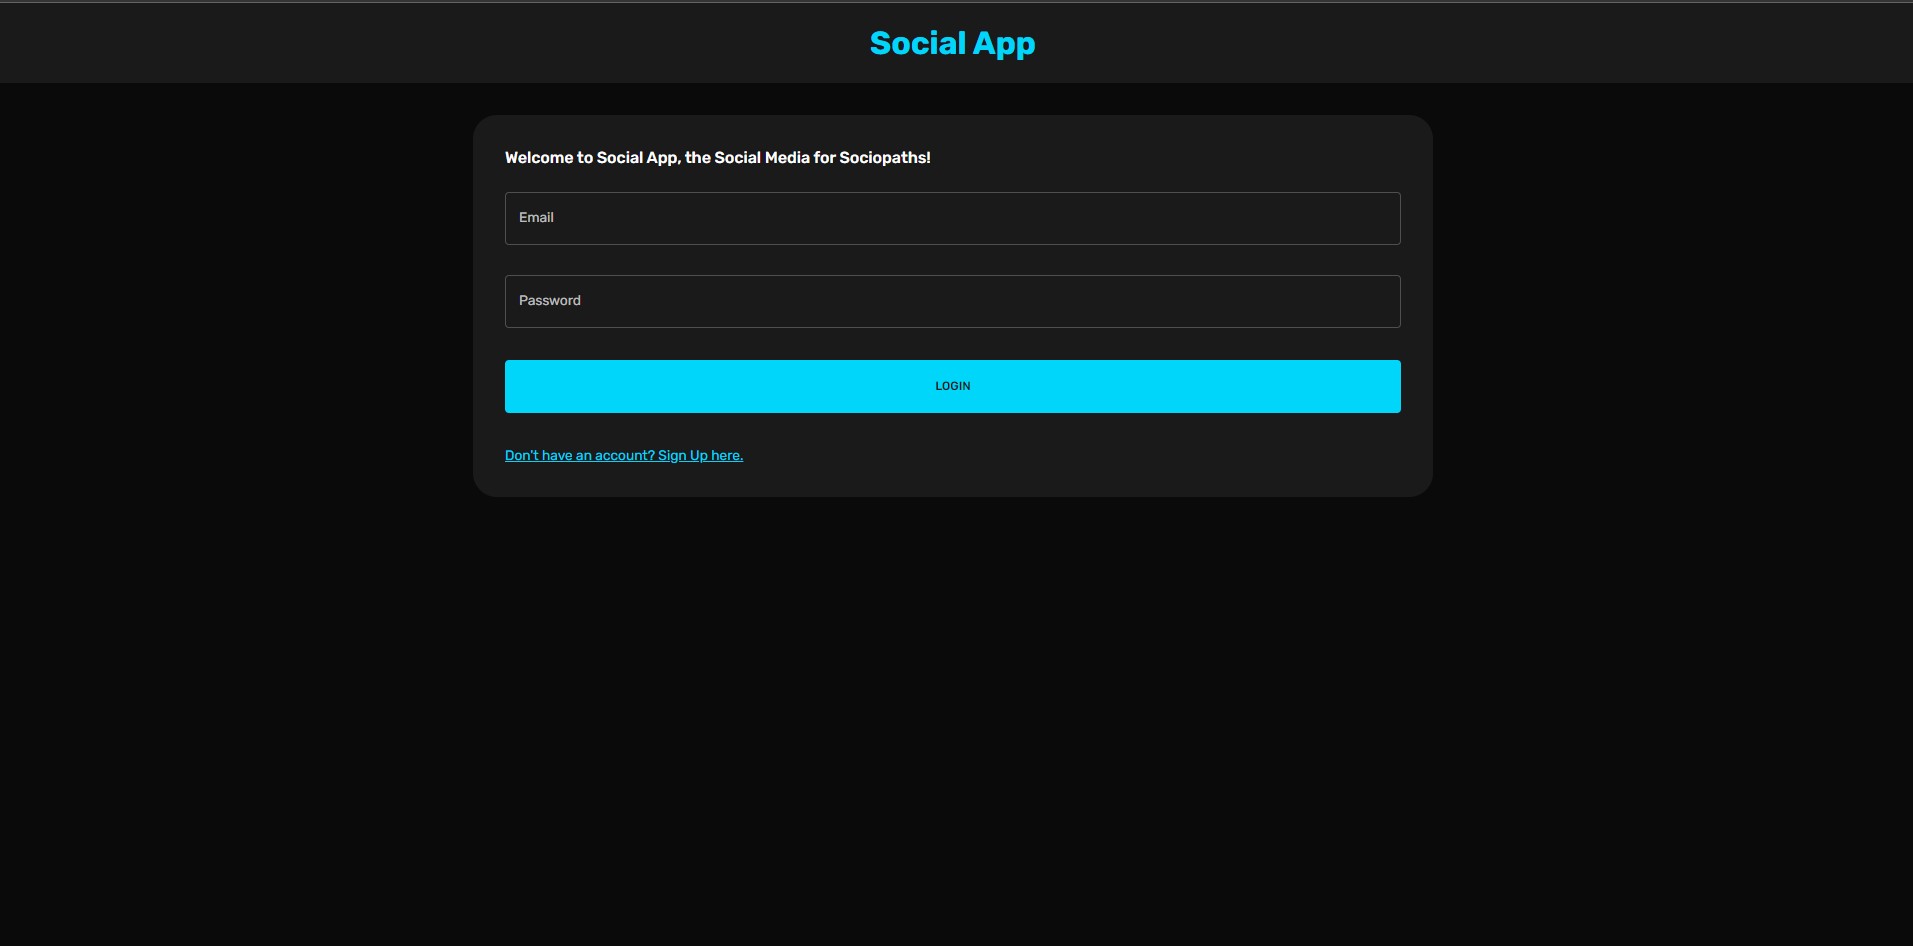 Social App
Welcome to Social App, the Social Media for Sociopaths!
Email
Password
LOGIN
Don't have an account? Sign Up here.